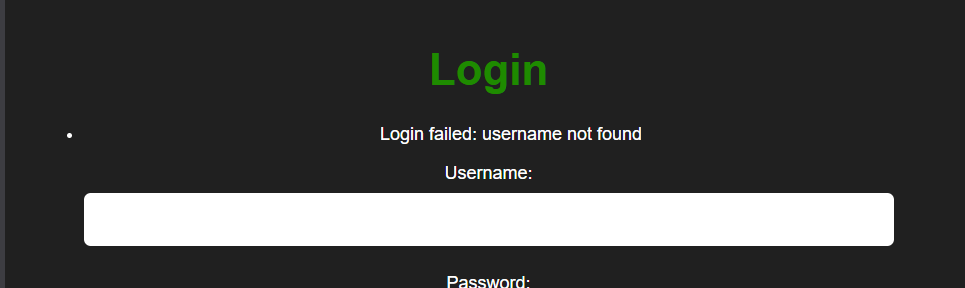 Login
• Login failed: username not found
Username:
Password: